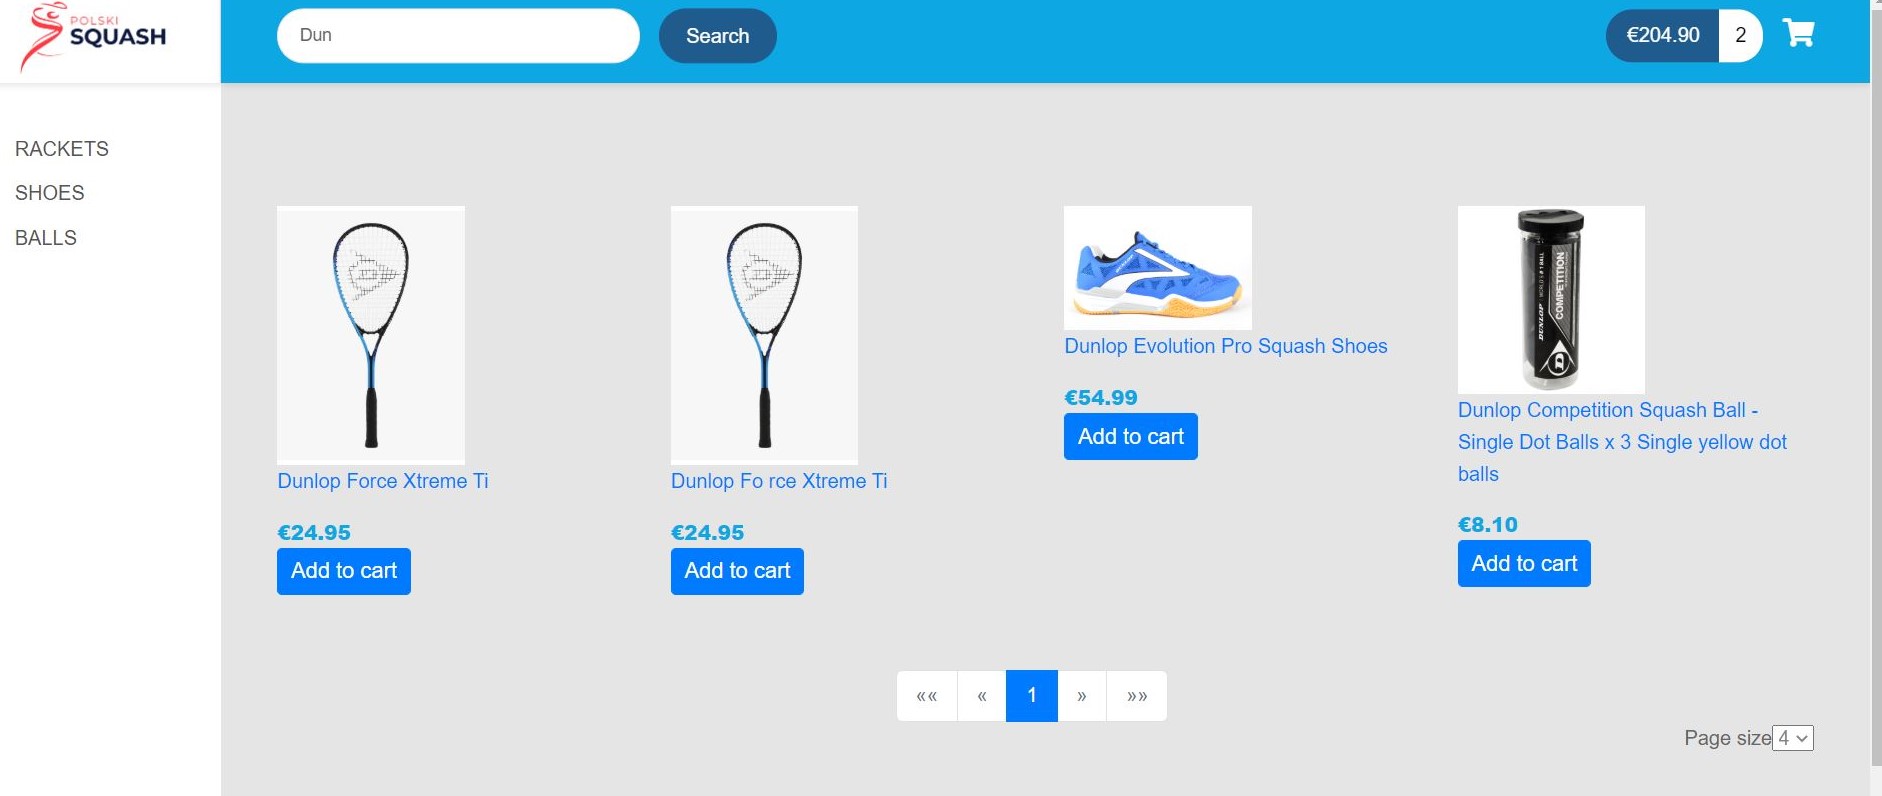 POLSKI
SQUASH
Dun
Search
€204.90
2
RACKETS
SHOES
BALLS
Dunlop Force Xtreme Ti
€24.95
Add to cart
Dunlop Fo rce Xtreme Ti
€24.95
Add to cart
DUNLOP
Dunlop Evolution Pro Squash Shoes
€54.99
Add to cart
DUNLOP
COMPETITION
Dunlop Competition Squash Ball -
Single Dot Balls x 3 Single yellow dot
balls
€8.10
Add to cart
«« « 1 » »»
Page size 4